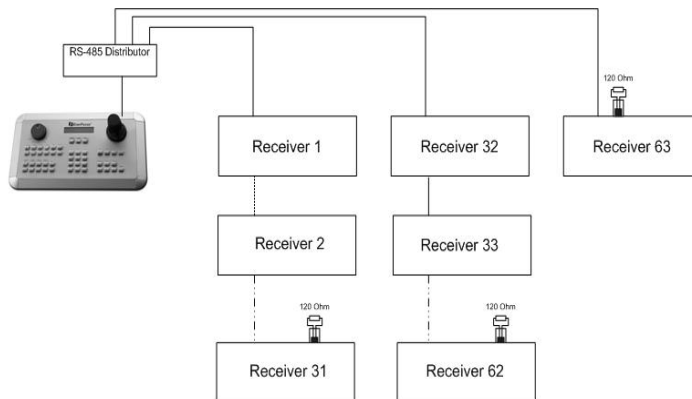 RS-485 Distributor
120 Ohm
Receiver 1
Receiver 32
Receiver 63
Receiver 2
Receiver 33
120 Ohm
120 Ohm
Receiver 31
Receiver 62